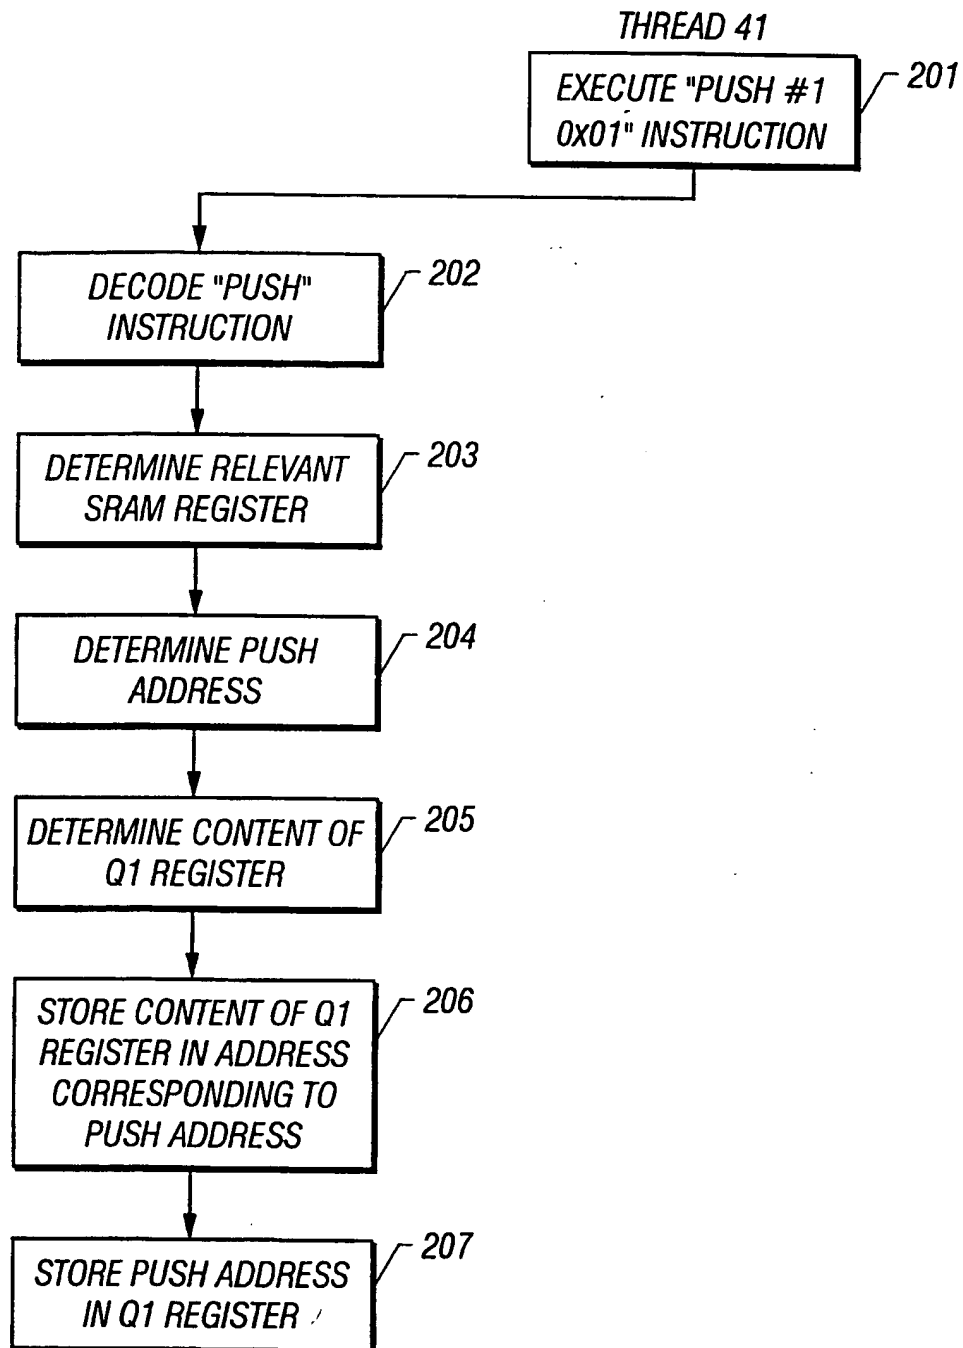 THREAD 41
EXECUTE "PUSH #1
0x01" INSTRUCTION
201
DECODE "PUSH"
INSTRUCTION
202
DETERMINE RELEVANT
SRAM REGISTER
203
DETERMINE PUSH
ADDRESS
204
DETERMINE CONTENT OF
Q1 REGISTER
205
STORE CONTENT OF Q1
REGISTER IN ADDRESS
CORRESPONDING TO
PUSH ADDRESS
206
STORE PUSH ADDRESS
IN Q1 REGISTER
207